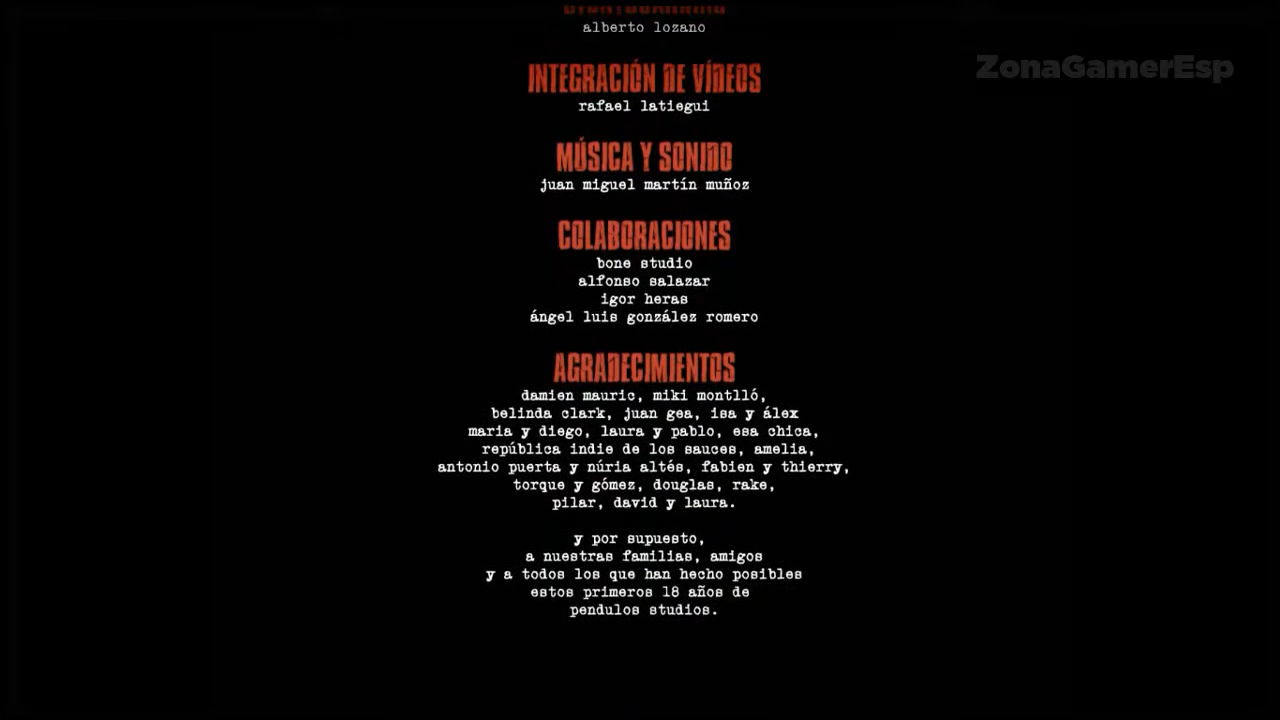 alberto lozano
ZonaGamerEsp
INTEGRACIÓN DE VÍDEOS
rafael latiegui
MÚSICA Y SONIDO
juan miguel martín muñoz
COLABORACIONES
bone studio
alfonso salazar
igor heras
ángel luis gonzález romero
AGRADECIMIENTOS
damien mauric, miki montlló,
belinda clark, juan gea, isa y álex
maria y diego, laura y pablo, esa chica,
república indie de los sauces, amelia,
antonio puerta y núria altés, fabien y thierry,
torque y gómez, douglas, rake,
pilar, david y laura.
y por supuesto,
a nuestras familias, amigos
y a todos los que han hecho posibles
estos primeros 18 años de
pendulos studios.